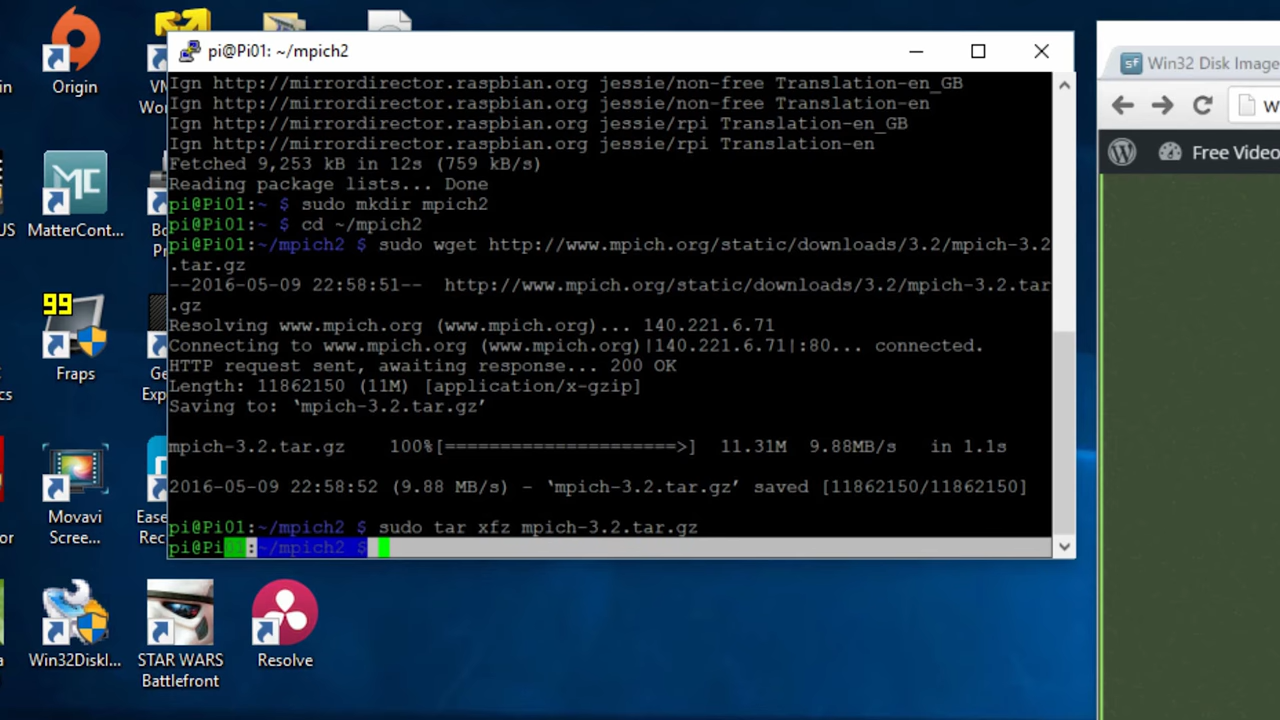 pi@Pi01: ~/mpich2
Ign http://mirrordirector.raspbian.org jessie/non-free Translation-en_GB
Ign http://mirrordirector.raspbian.org jessie/non-free Translation-en
Ign http://mirrordirector.raspbian.org jessie/rpi Translation-en_GB
Ign http://mirrordirector.raspbian.org jessie/rpi Translation-en
Fetched 9,253 kB in 12s (759 kB/s)
Reading package lists... Done
pi@Pi01:~ $ sudo mkdir mpich2
pi@Pi01:~ $ cd ~/mpich2
pi@Pi01:~/mpich2 $ sudo wget http://www.mpich.org/static/downloads/3.2/mpich-3.2
.tar.gz
--2016-05-09 22:58:51-- http://www.mpich.org/static/downloads/3.2/mpich-3.2.tar
.gz
Resolving www.mpich.org (www.mpich.org)... 140.221.6.71
Connecting to www.mpich.org (www.mpich.org)|140.221.6.71|:80... connected.
HTTP request sent, awaiting response... 200 OK
Length: 11862150 (11M) [application/x-gzip]
Saving to: ‘mpich-3.2.tar.gz’
mpich-3.2.tar.gz 100%[=====================>] 11.31M 9.88MB/s in 1.1s
2016-05-09 22:58:52 (9.88 MB/s) - ‘mpich-3.2.tar.gz’ saved [11862150/11862150]
pi@Pi01:~/mpich2 $ sudo tar xfz mpich-3.2.tar.gz
pi@Pi01:~/mpich2 $
Origin
MC
MatterCont...
99
Fraps
Movavi
Scree...
Win32DiskI...
STAR WARS
Battlefront
Resolve
sf Win32 Disk Image
Free Video